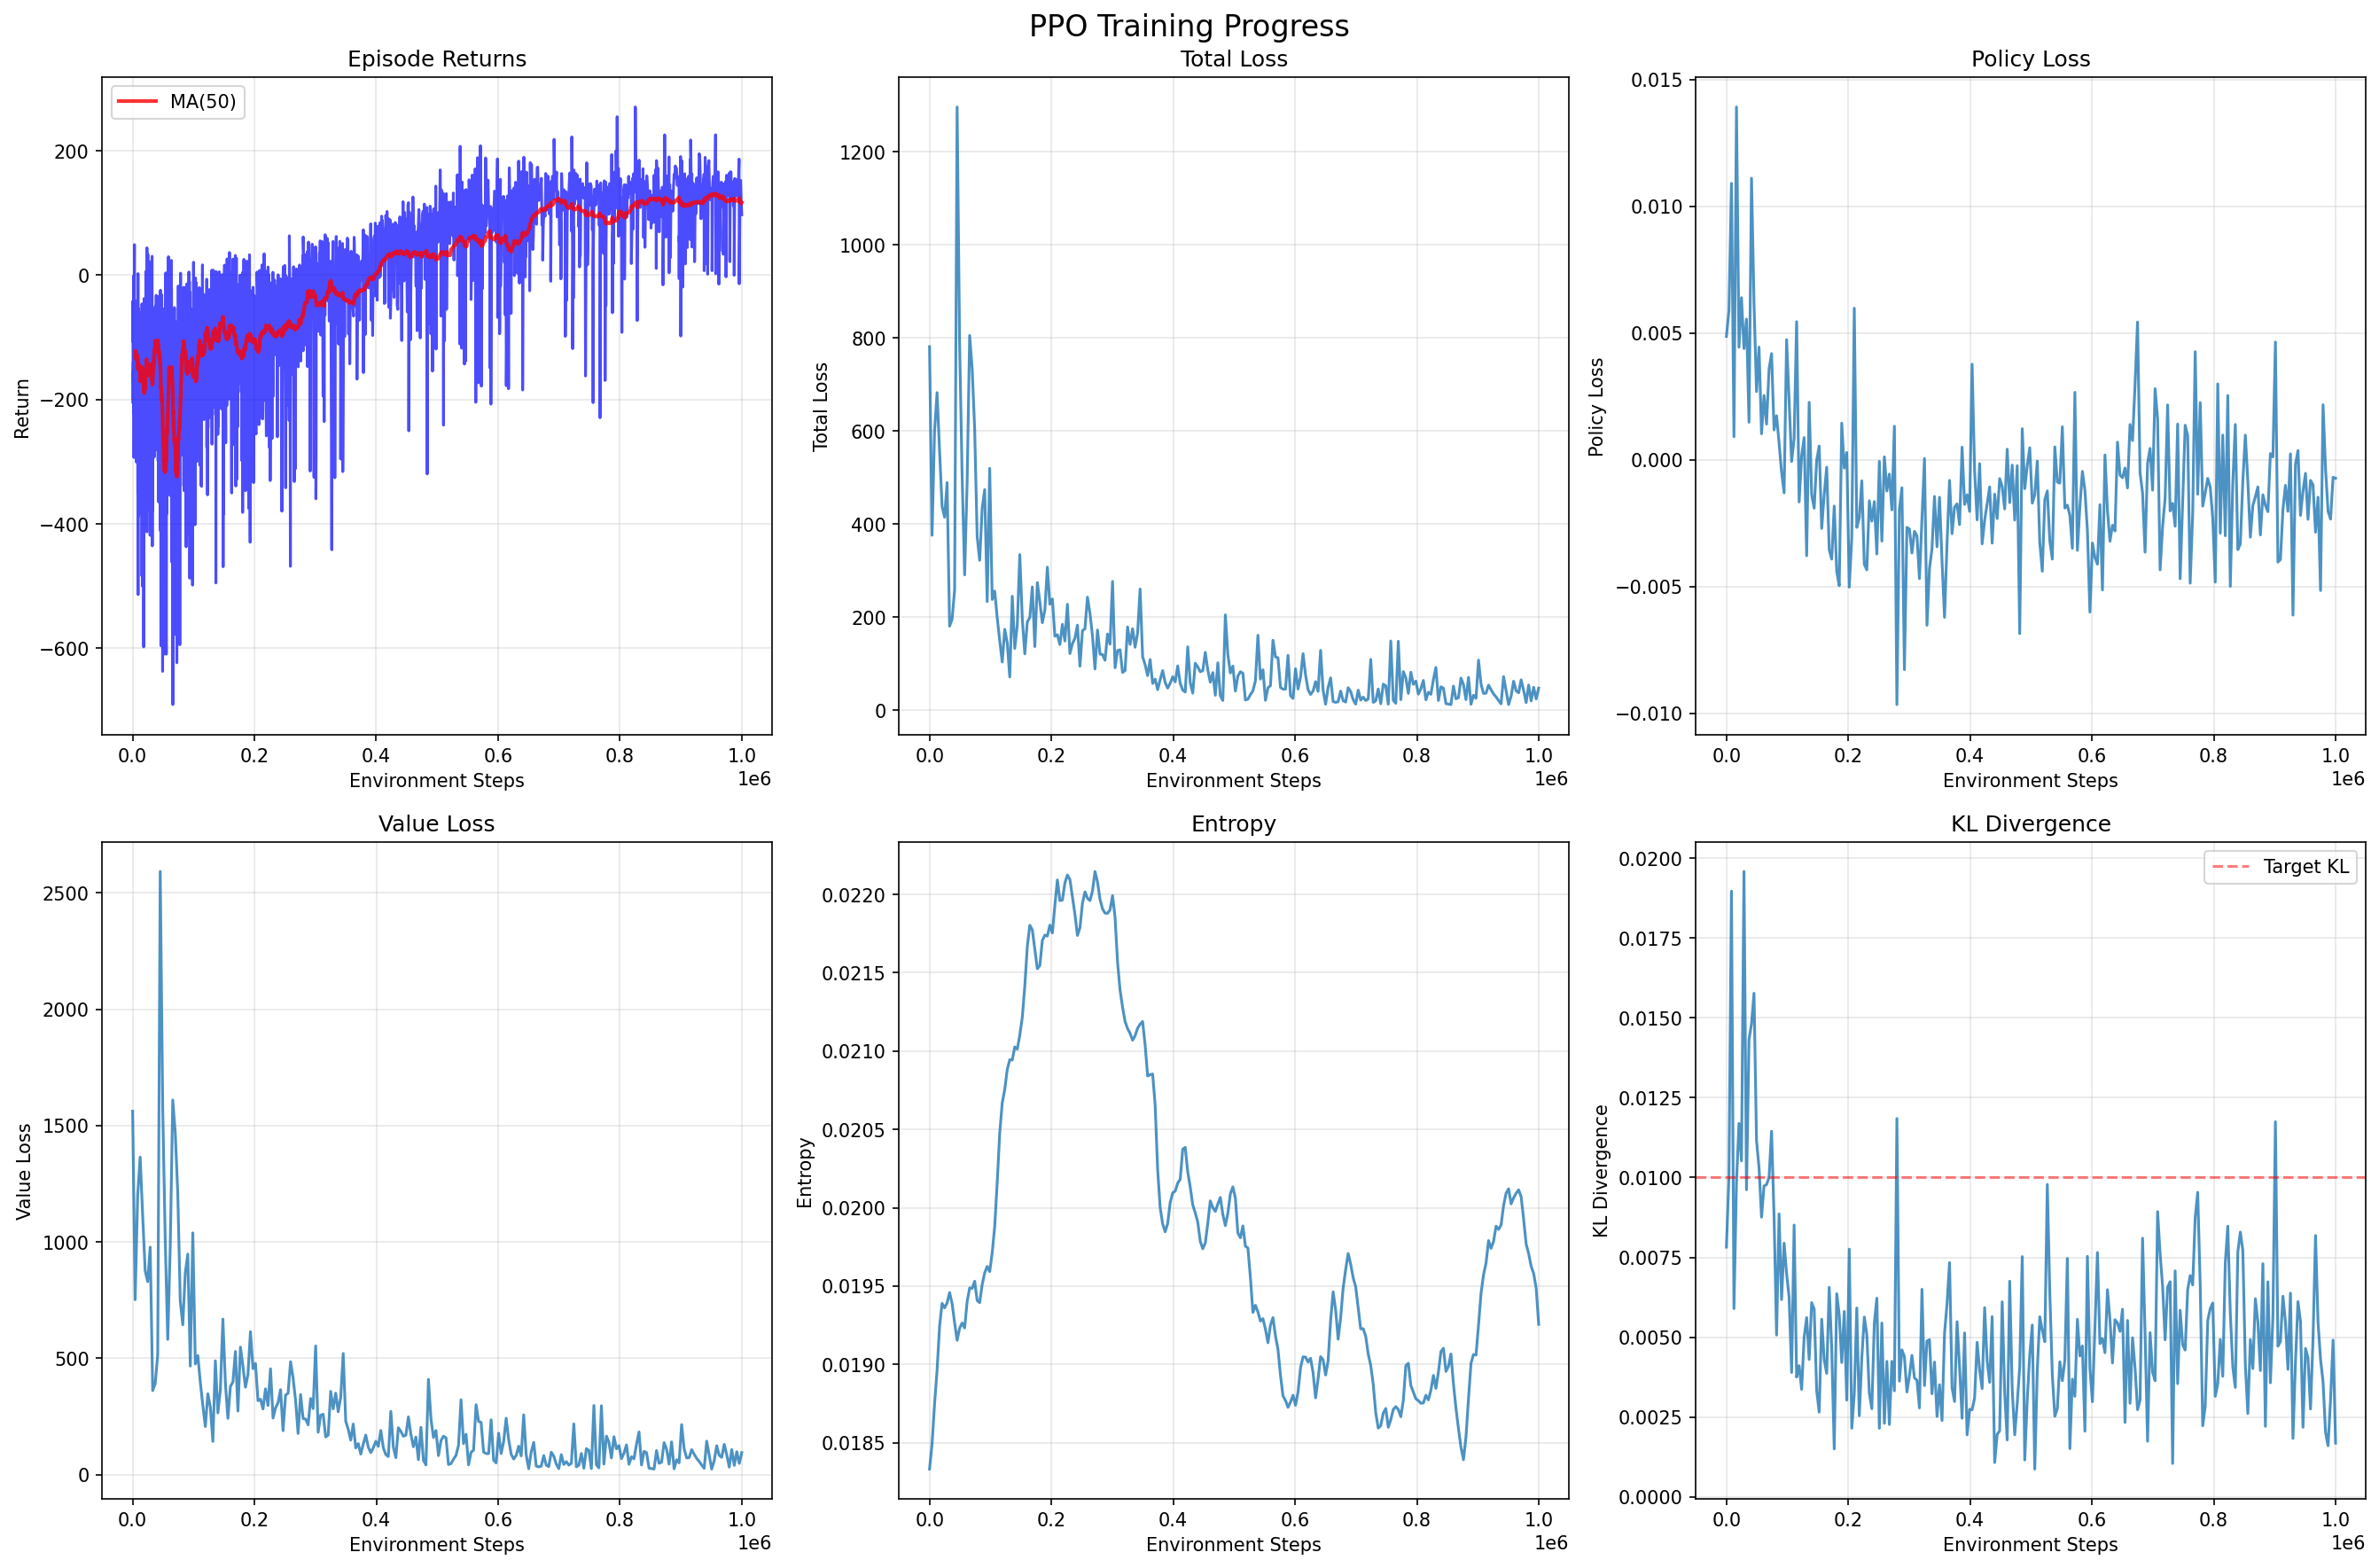 PPO Training Progress
Episode Returns
MA(50)
Return
200
0
−200
−400
−600
0.0 0.2 0.4 0.6 0.8 1.0
1e6
Environment Steps
Total Loss
Total Loss
1200
1000
800
600
400
200
0
0.0 0.2 0.4 0.6 0.8 1.0
1e6
Environment Steps
Policy Loss
Policy Loss
0.015
0.010
0.005
0.000
−0.005
−0.010
0.0 0.2 0.4 0.6 0.8 1.0
1e6
Environment Steps
Value Loss
Value Loss
2500
2000
1500
1000
500
0
0.0 0.2 0.4 0.6 0.8 1.0
1e6
Environment Steps
Entropy
Entropy
0.0220
0.0215
0.0210
0.0205
0.0200
0.0195
0.0190
0.0185
0.0 0.2 0.4 0.6 0.8 1.0
1e6
Environment Steps
KL Divergence
Target KL
KL Divergence
0.0200
0.0175
0.0150
0.0125
0.0100
0.0075
0.0050
0.0025
0.0000
0.0 0.2 0.4 0.6 0.8 1.0
1e6
Environment Steps